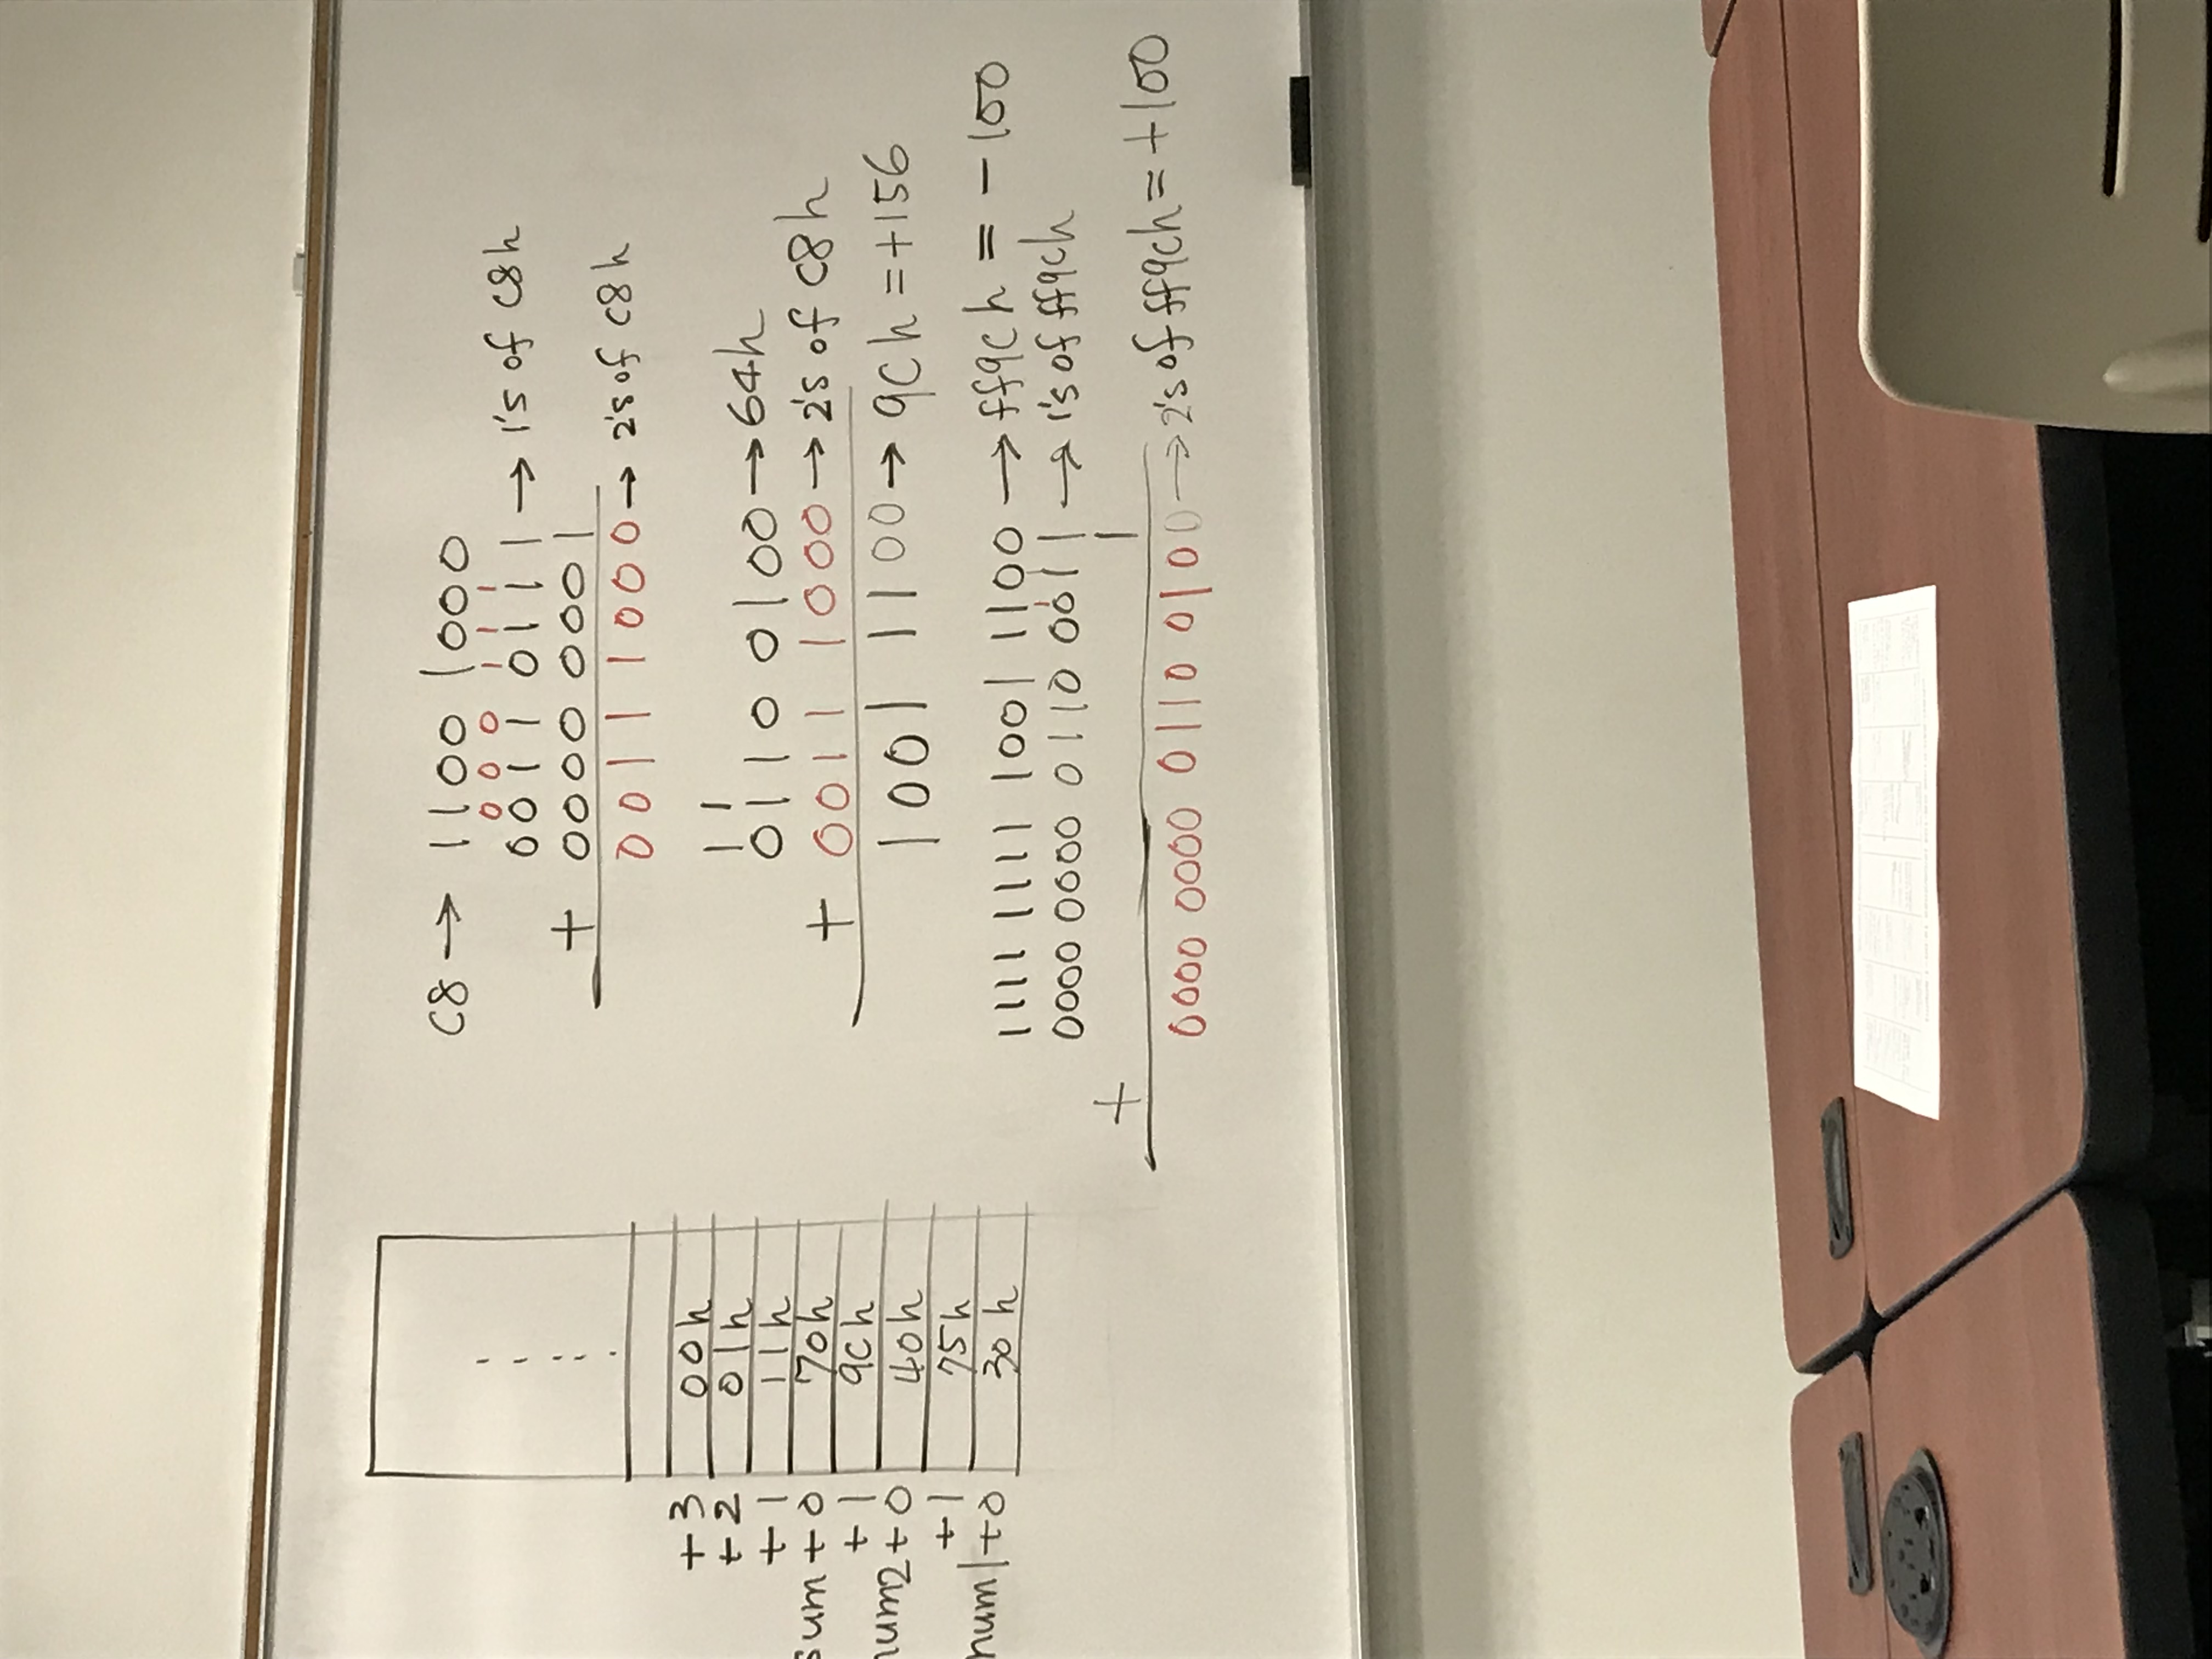 +3 00h
+2 01h
+1 11h
sum+0 70h
+1 9ch
num2+0 40h
+1 75h
num1+0 30h
C8 → 1100 1000
0 0 0 1 1 1
0011 0111 → 1's of C8h
+ 0000 0001
0011 1000 → 2's of C8h
1 1
0110 0100 → 64h
+ 0011 1000 → 2's of C8h
1001 1100 → 9Ch = +156
1111 1111 1001 1100 → ff9ch = -100
1
0000 0000 0110 0011 → 1's of ff9ch
+ 1
0000 0000 0110 0100 → 2's of ff9ch = +100